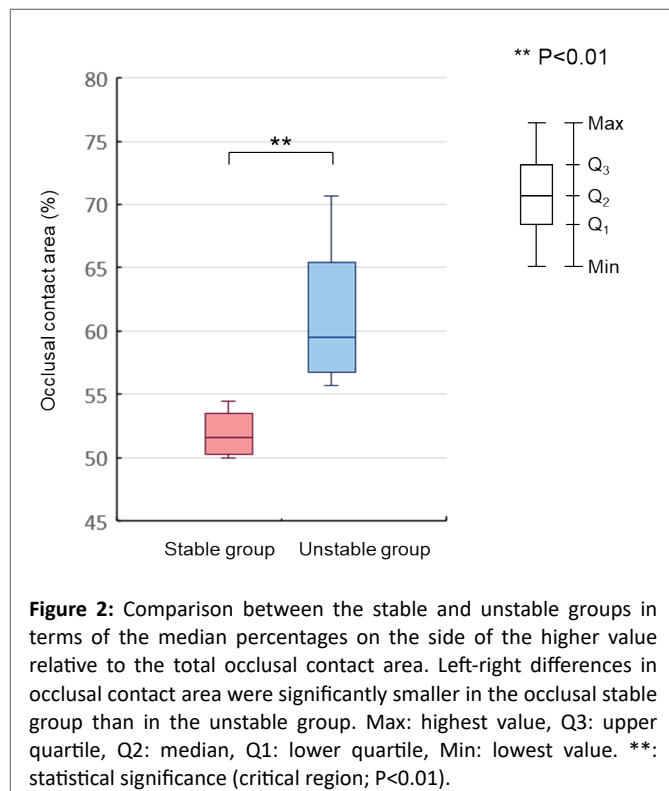 ** P<0.01
80
75
70
65
60
55
50
45
Occlusal contact area (%)
**
Max
Q3
Q2
Q1
Min
Stable group
Unstable group
Figure 2: Comparison between the stable and unstable groups in
terms of the median percentages on the side of the higher value
relative to the total occlusal contact area. Left-right differences in
occlusal contact area were significantly smaller in the occlusal stable
group than in the unstable group. Max: highest value, Q3: upper
quartile, Q2: median, Q1: lower quartile, Min: lowest value. **:
statistical significance (critical region; P<0.01).